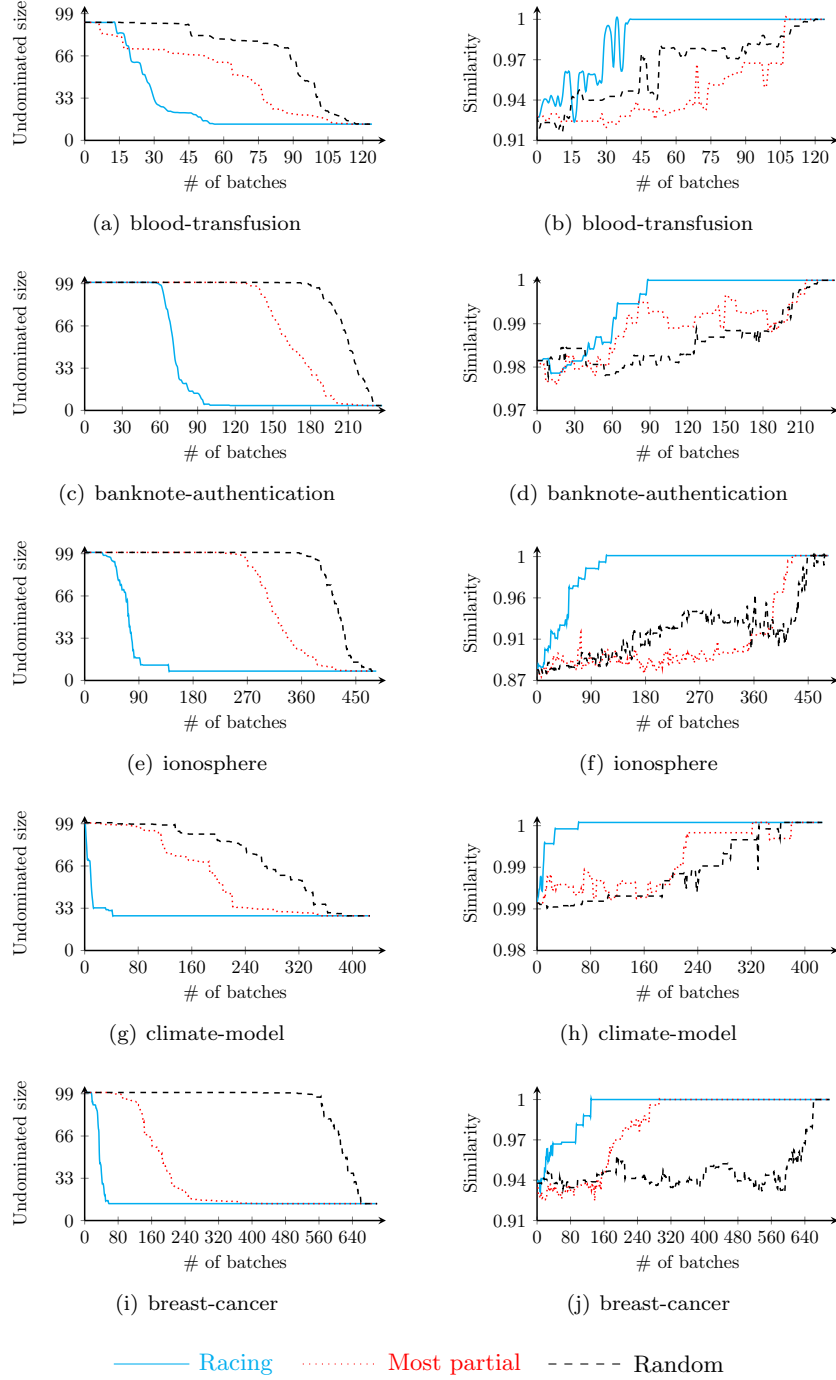 Undominated size
99
66
33
0
0 15 45 75 90 105 120
# of batches
(a) blood-transfusion
Similarity
1
0.97
0.94
0.91
0 15 30 45 60 75 90 105 120
# of batches
(b) blood-transfusion
Undominated size
99
66
33
0
0 30 60 90 120 150 180 210
# of batches
(c) banknote-authentication
Similarity
1
0.99
0.98
0.97
0 30 60 90 120 150 180 210
# of batches
(d) banknote-authentication
Undominated size
99
66
33
0
0 90 180 270 360 450
# of batches
(e) ionosphere
Similarity
1
0.96
0.91
0.87
0 90 180 270 360 450
# of batches
(f) ionosphere
Undominated size
99
66
33
0
0 80 160 240 320 400
# of batches
(g) climate-model
Similarity
1
0.99
0.99
0.98
0 80 160 240 320 400
# of batches
(h) climate-model
Undominated size
99
66
33
0
0 80 160 240 320 400 480 560 640
# of batches
(i) breast-cancer
Similarity
1
0.97
0.94
0.91
0 80 160 240 320 400 480 560 640
# of batches
(j) breast-cancer
Racing Most partial Random